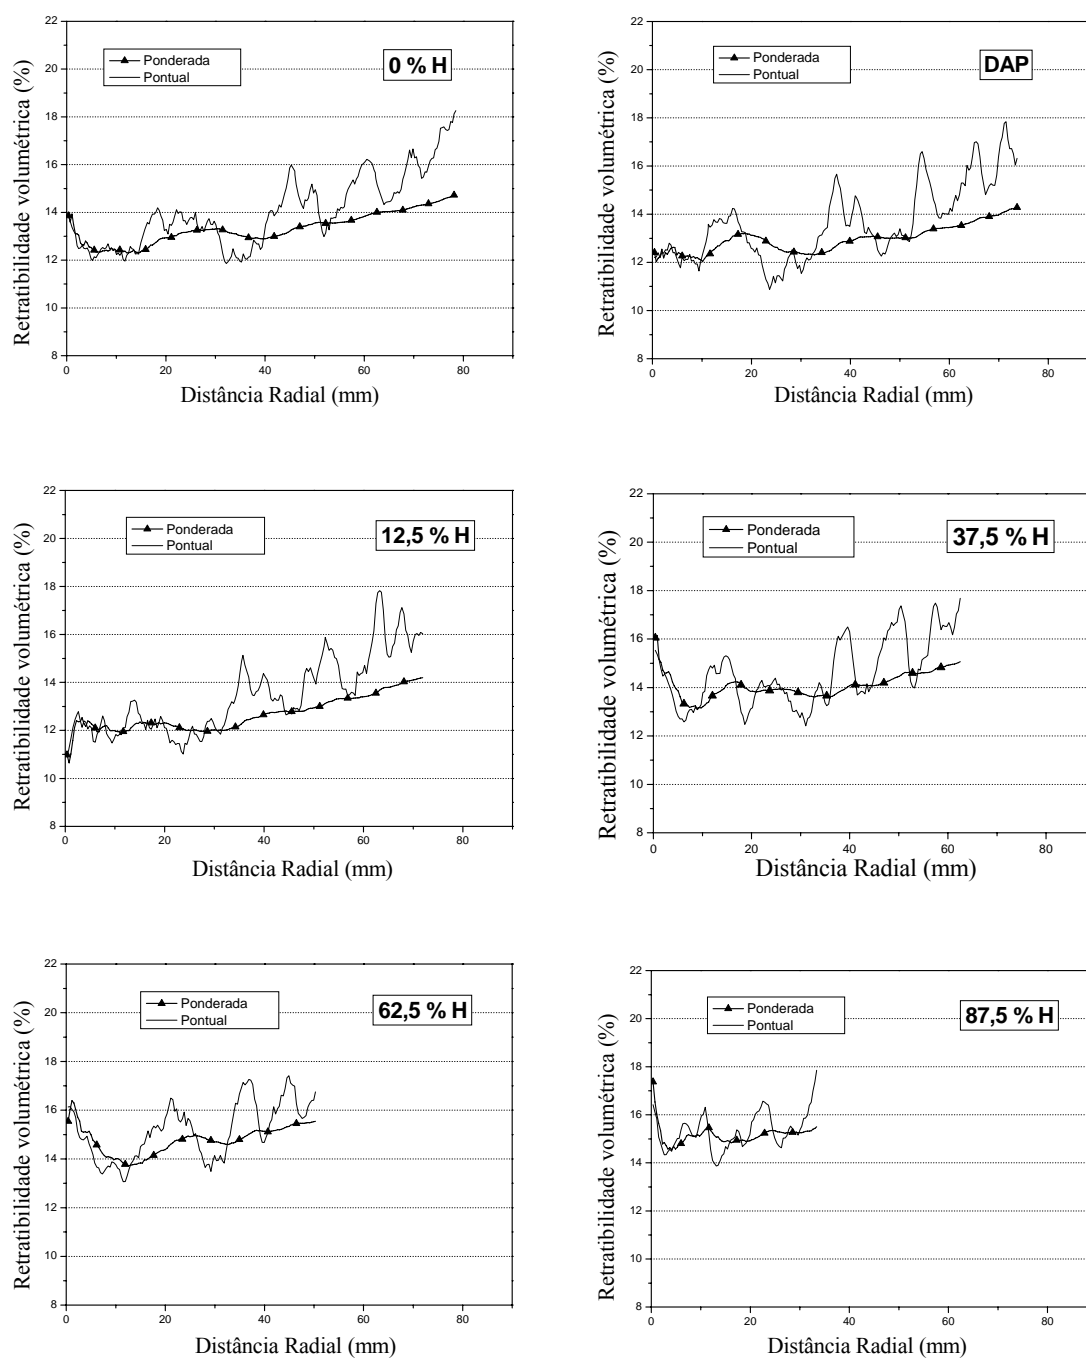 22
20
18
16
14
12
10
8
0 20 40 60 80
Retratibilidade volumétrica (%)
Distância Radial (mm)
Ponderada
Pontual
0 % H
22
20
18
16
14
12
10
8
0 20 40 60 80
Retratibilidade volumétrica (%)
Distância Radial (mm)
Ponderada
Pontual
DAP
22
20
18
16
14
12
10
8
0 20 40 60 80
Retratibilidade volumétrica (%)
Distância Radial (mm)
Ponderada
Pontual
12,5 % H
22
20
18
16
14
12
10
8
0 20 40 60 80
Retratibilidade volumétrica (%)
Distância Radial (mm)
Ponderada
Pontual
37,5 % H
22
20
18
16
14
12
10
8
0 20 40 60 80
Retratibilidade volumétrica (%)
Distância Radial (mm)
Ponderada
Pontual
62,5 % H
22
20
18
16
14
12
10
8
0 20 40 60 80
Retratibilidade volumétrica (%)
Distância Radial (mm)
Ponderada
Pontual
87,5 % H